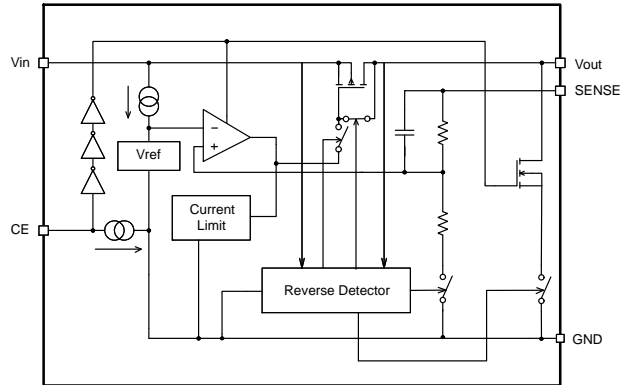 Vin
Vout
SENSE
−
+
Vref
CE
Current
Limit
Reverse Detector
GND